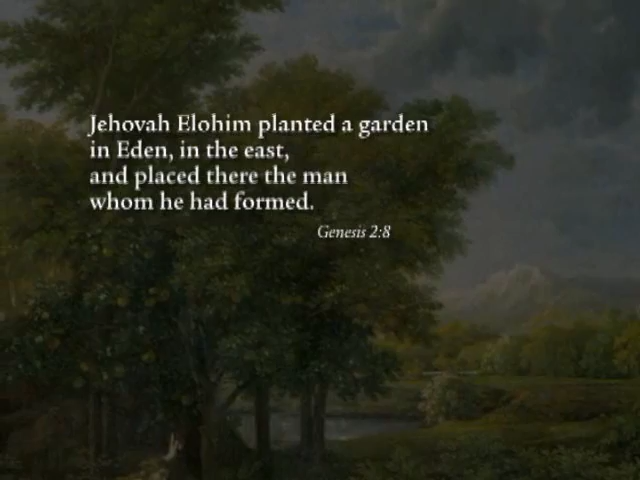 Jehovah Elohim planted a garden
in Eden, in the east,
and placed there the man
whom he had formed.
Genesis 2:8